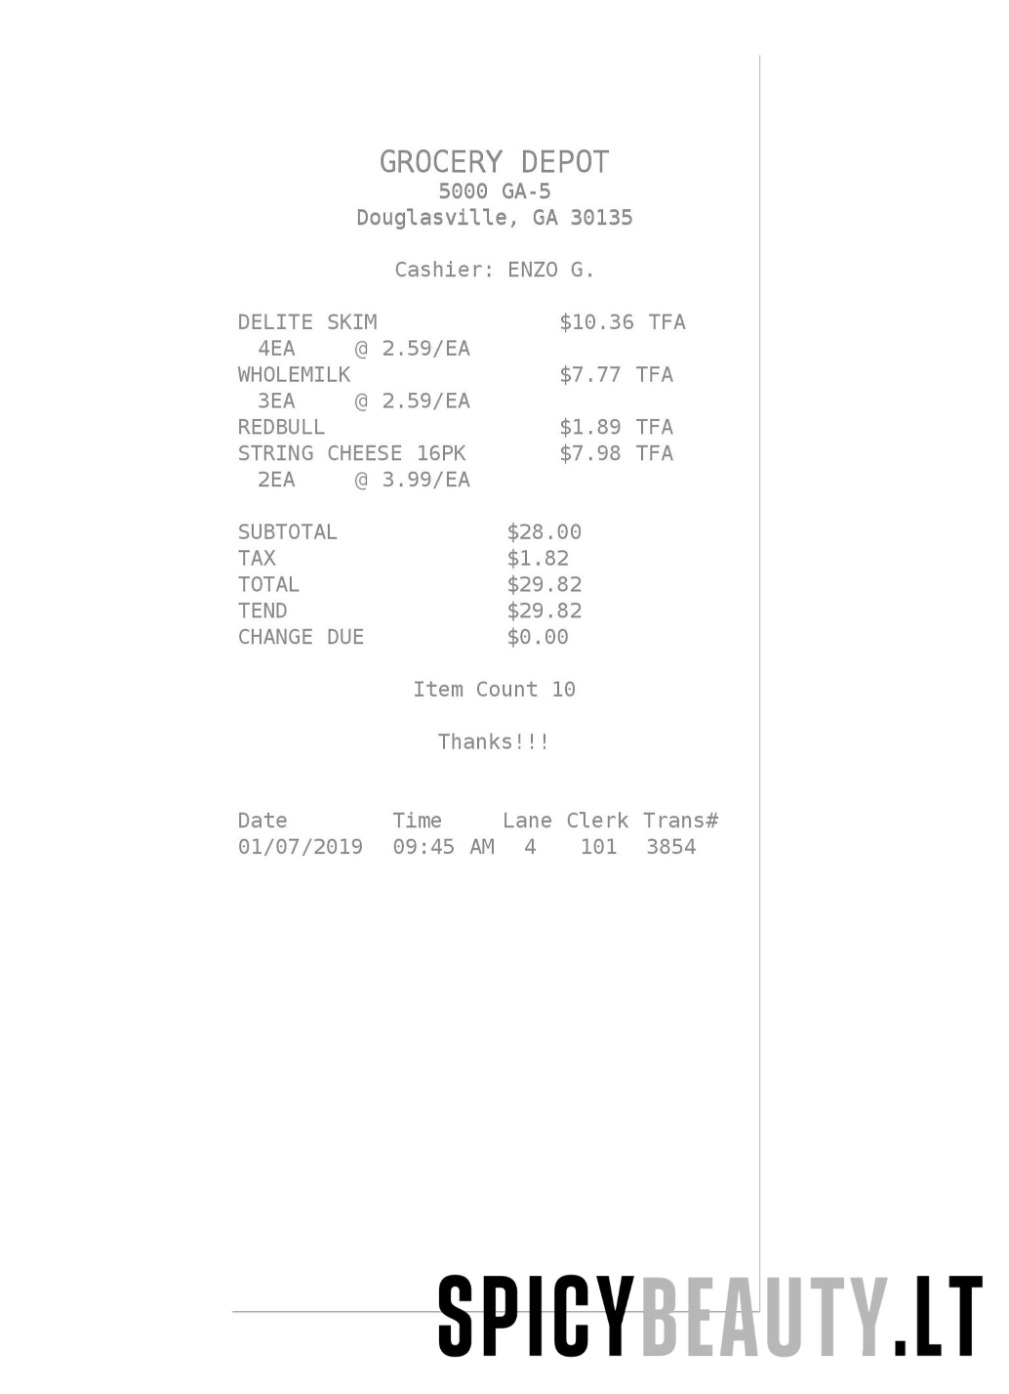 GROCERY DEPOT
5000 GA-5
Douglasville, GA 30135
Cashier: ENZO G.
DELITE SKIM $10.36 TFA
4EA @ 2.59/EA
WHOLEMILK $7.77 TFA
3EA @ 2.59/EA
REDBULL $1.89 TFA
STRING CHEESE 16PK $7.98 TFA
2EA @ 3.99/EA
SUBTOTAL $28.00
TAX $1.82
TOTAL $29.82
TEND $29.82
CHANGE DUE $0.00
Item Count 10
Thanks!!!
Date Time Lane Clerk Trans#
01/07/2019 09:45 AM 4 101 3854
SPICYBEAUTY.LT